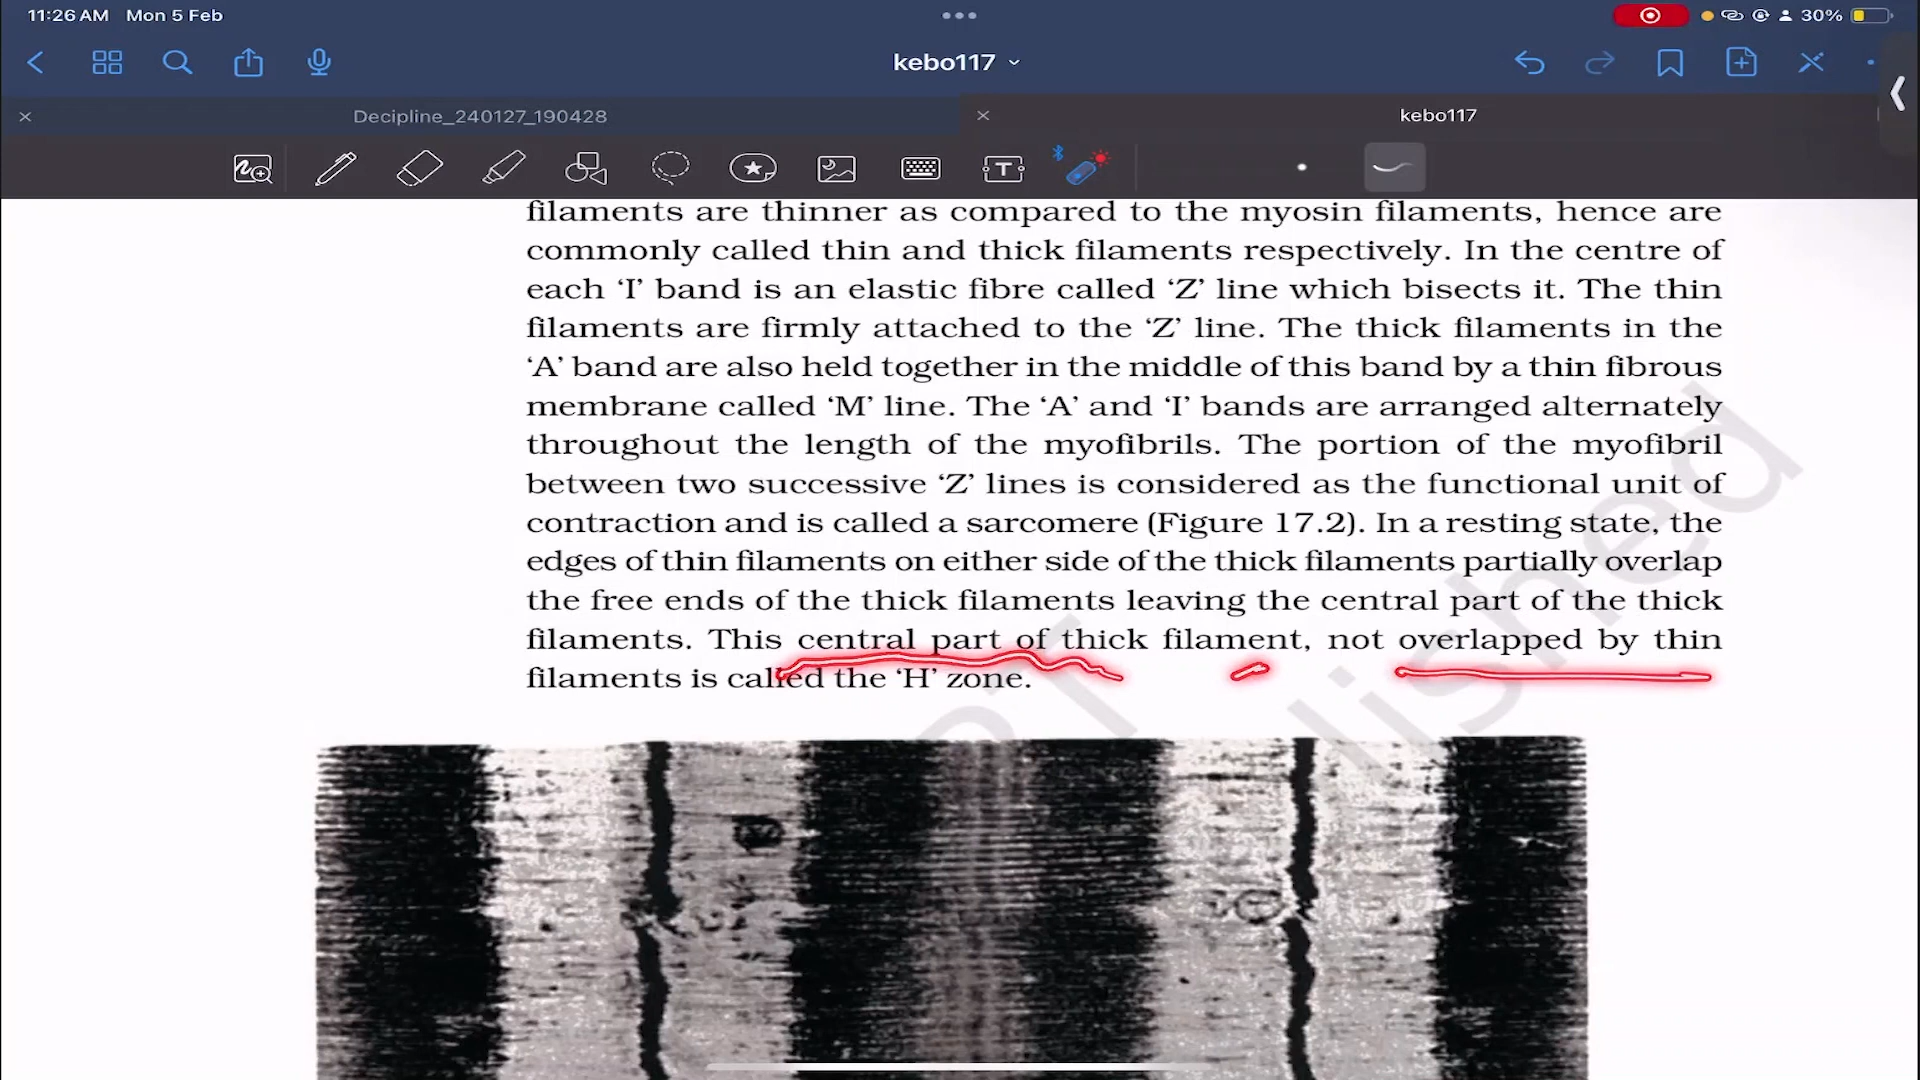 11:26 AM Mon 5 Feb
30%
kebo117
Decipline_240127_190428
kebo117
T
filaments are thinner as compared to the myosin filaments, hence are
commonly called thin and thick filaments respectively. In the centre of
each ‘I’ band is an elastic fibre called ‘Z’ line which bisects it. The thin
filaments are firmly attached to the ‘Z’ line. The thick filaments in the
‘A’ band are also held together in the middle of this band by a thin fibrous
membrane called ‘M’ line. The ‘A’ and ‘I’ bands are arranged alternately
throughout the length of the myofibrils. The portion of the myofibril
between two successive ‘Z’ lines is considered as the functional unit of
contraction and is called a sarcomere (Figure 17.2). In a resting state, the
edges of thin filaments on either side of the thick filaments partially overlap
the free ends of the thick filaments leaving the central part of the thick
filaments. This central part of thick filament, not overlapped by thin
filaments is called the ‘H’ zone.